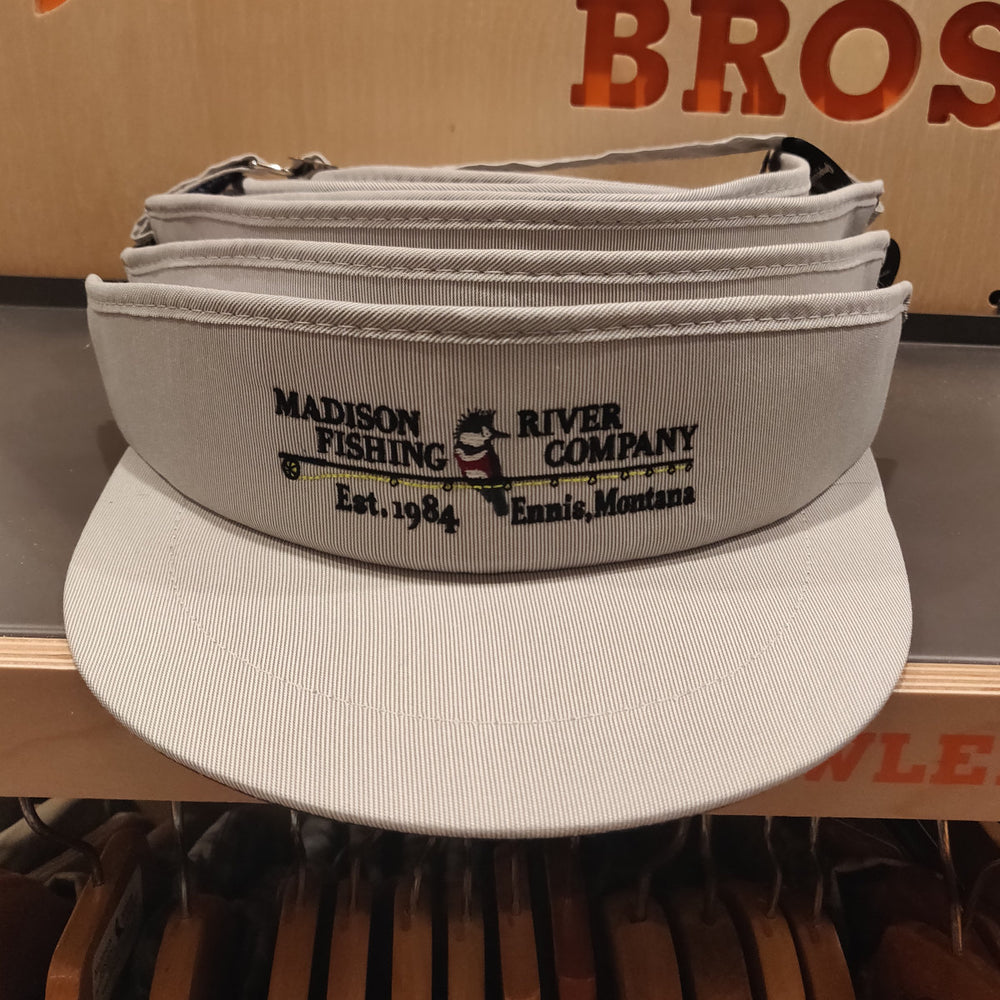 BROS
MADISON RIVER
FISHING COMPANY
Est. 1984 Ennis, Montana
WLE